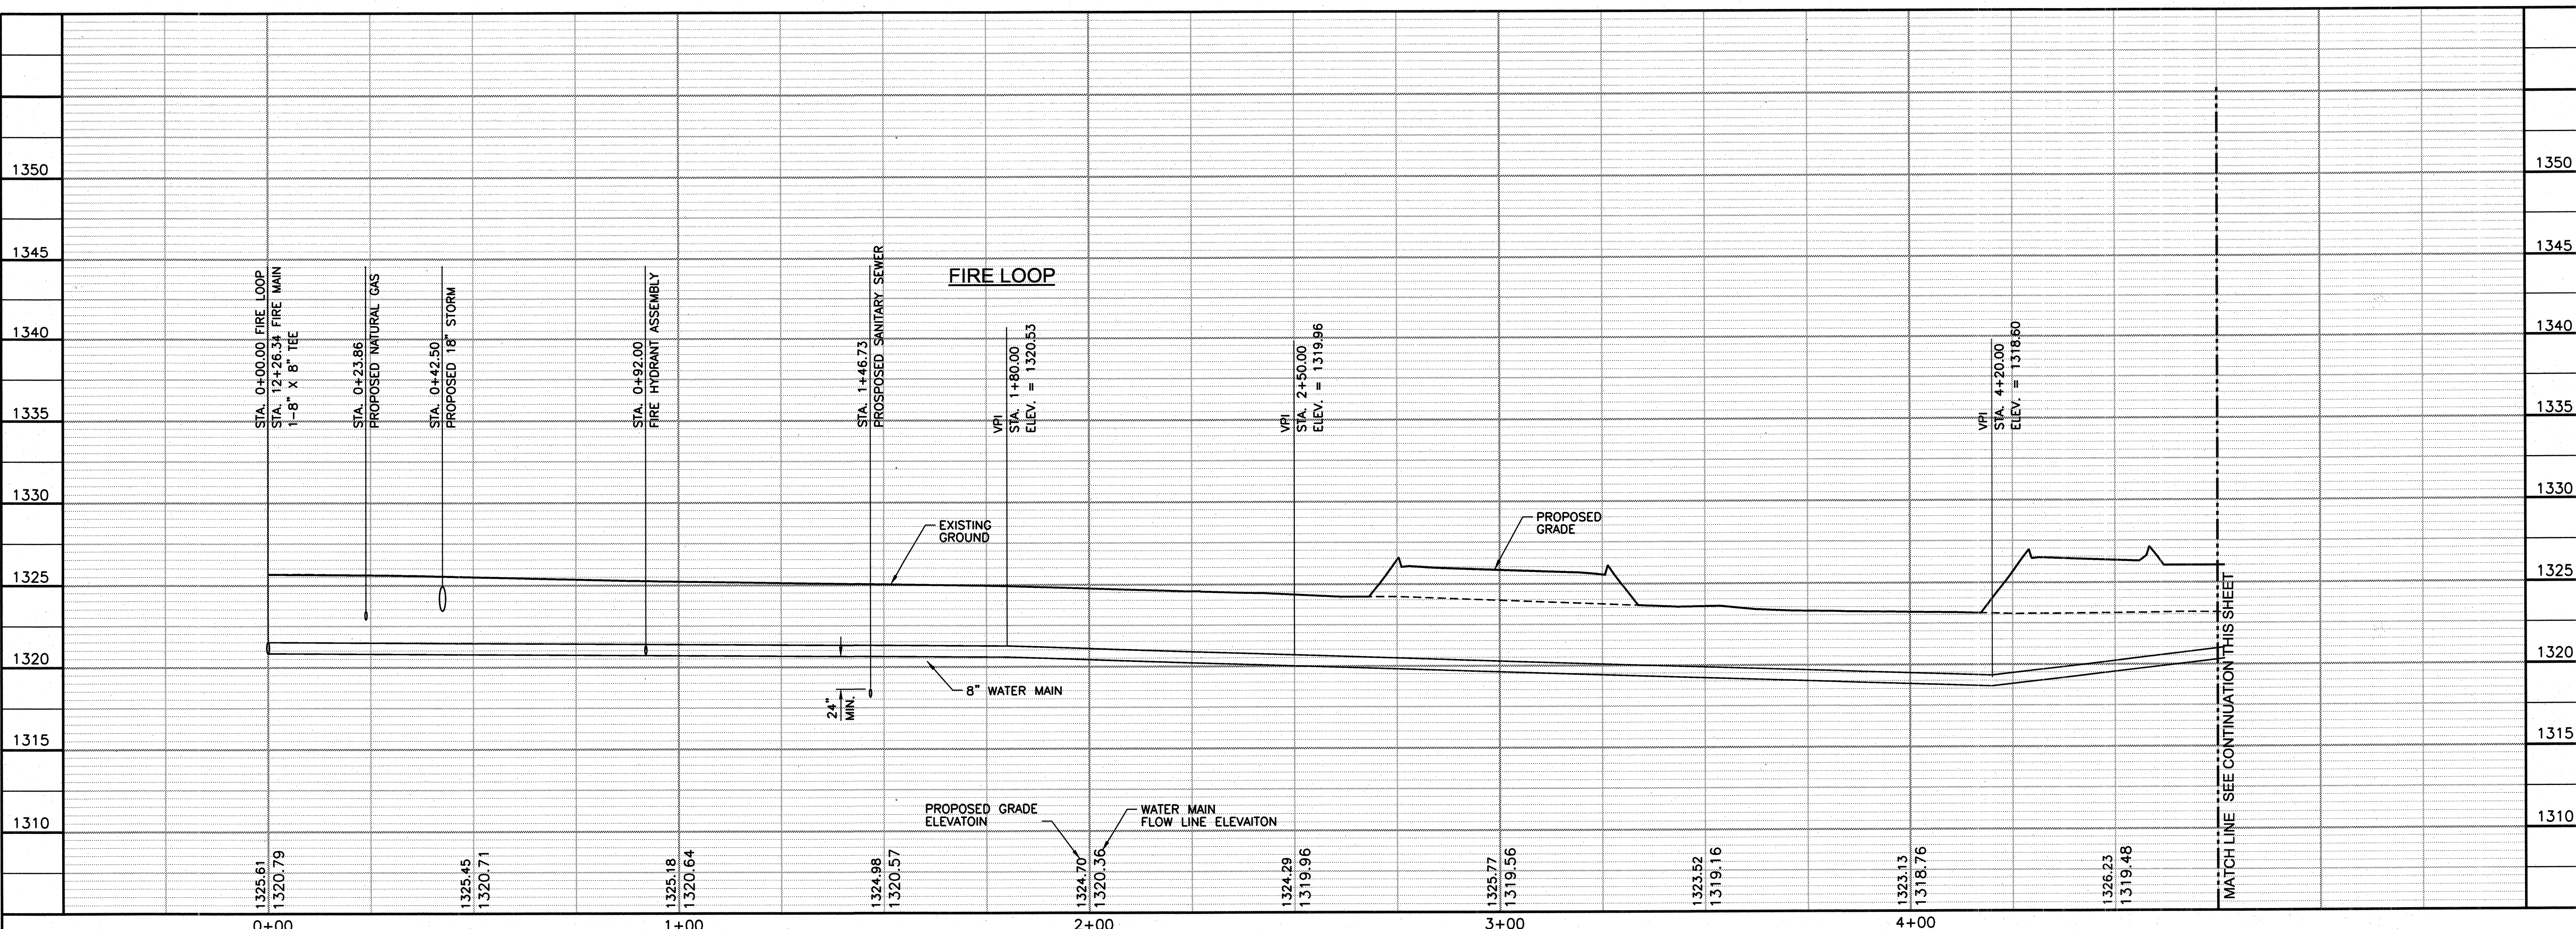 1350
1345
1340
1335
1330
1325
1320
1315
1310
STA. 0+00.00 FIRE LOOP
STA. 12+26.34 FIRE MAIN
1-8" X 8" TEE
STA. 0+23.86
PROPOSED NATURAL GAS
STA. 0+42.50
PROPOSED 18" STORM
STA. 0+92.00
FIRE HYDRANT ASSEMBLY
STA. 1+46.73
PROSPOSED SANITARY SEWER
FIRE LOOP
VPI
STA. 1+80.00
ELEV. = 1320.53
VPI
STA. 2+50.00
ELEV. = 1319.96
VPI
STA. 4+20.00
ELEV. = 1318.60
EXISTING
GROUND
PROPOSED
GRADE
8" WATER MAIN
24"
MIN.
PROPOSED GRADE
ELEVATOIN
WATER MAIN
FLOW LINE ELEVAITON
1325.61
1320.79
1325.45
1320.71
1325.18
1320.64
1324.98
1320.57
1324.70
1320.36
1324.29
1319.96
1325.77
1319.56
1323.52
1319.16
1323.13
1318.76
1326.23
1319.48
MATCH LINE SEE CONTINUATION THIS SHEET
1350
1345
1340
1335
1330
1325
1320
1315
1310
0+00
1+00
2+00
3+00
4+00